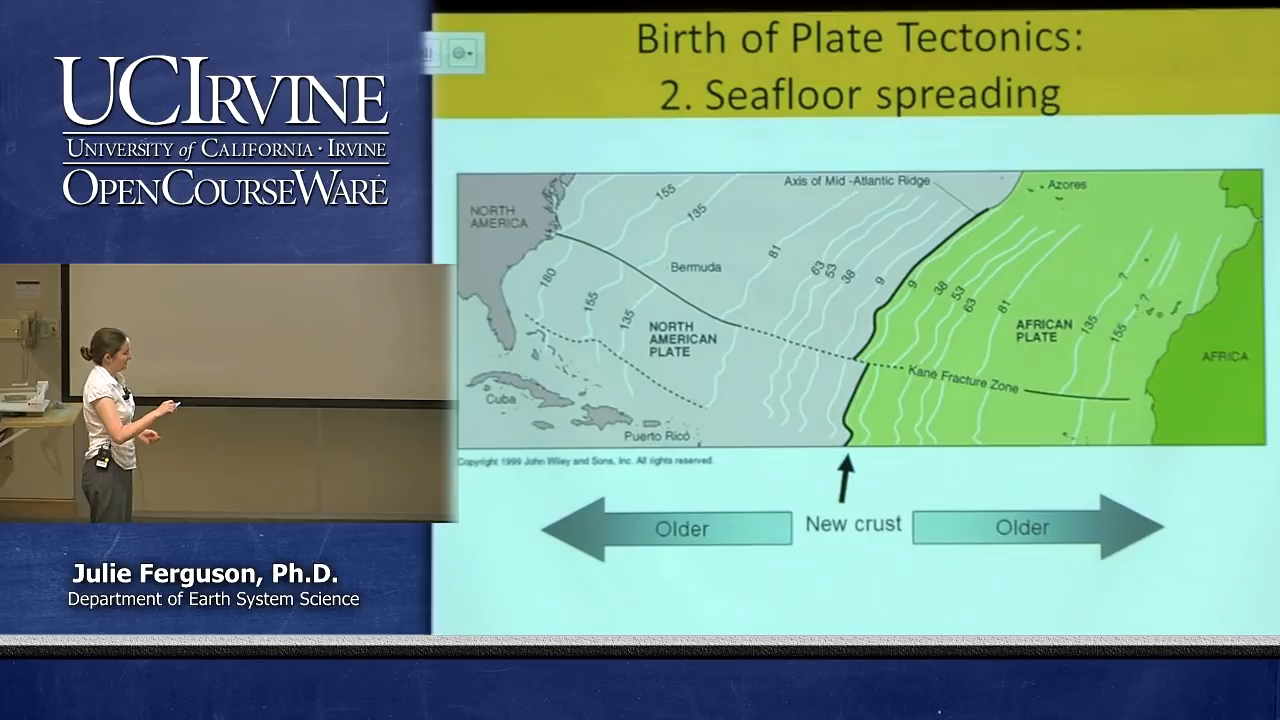 UCIRVINE
UNIVERSITY of CALIFORNIA · IRVINE
OPENCOURSEWARE
Julie Ferguson, Ph.D.
Department of Earth System Science
Birth of Plate Tectonics:
2. Seafloor spreading
NORTH
AMERICA
155
135
Axis of Mid -Atlantic Ridge
Azores
180
155
135
Bermuda
81
63
53
38
9
9
38
53
63
81
?
135
155
?
NORTH
AMERICAN
PLATE
AFRICAN
PLATE
AFRICA
Kane Fracture Zone
Cuba
Puerto Rico
Copyright 1999 John Wiley and Sons, Inc. All rights reserved.
Older
New crust
Older